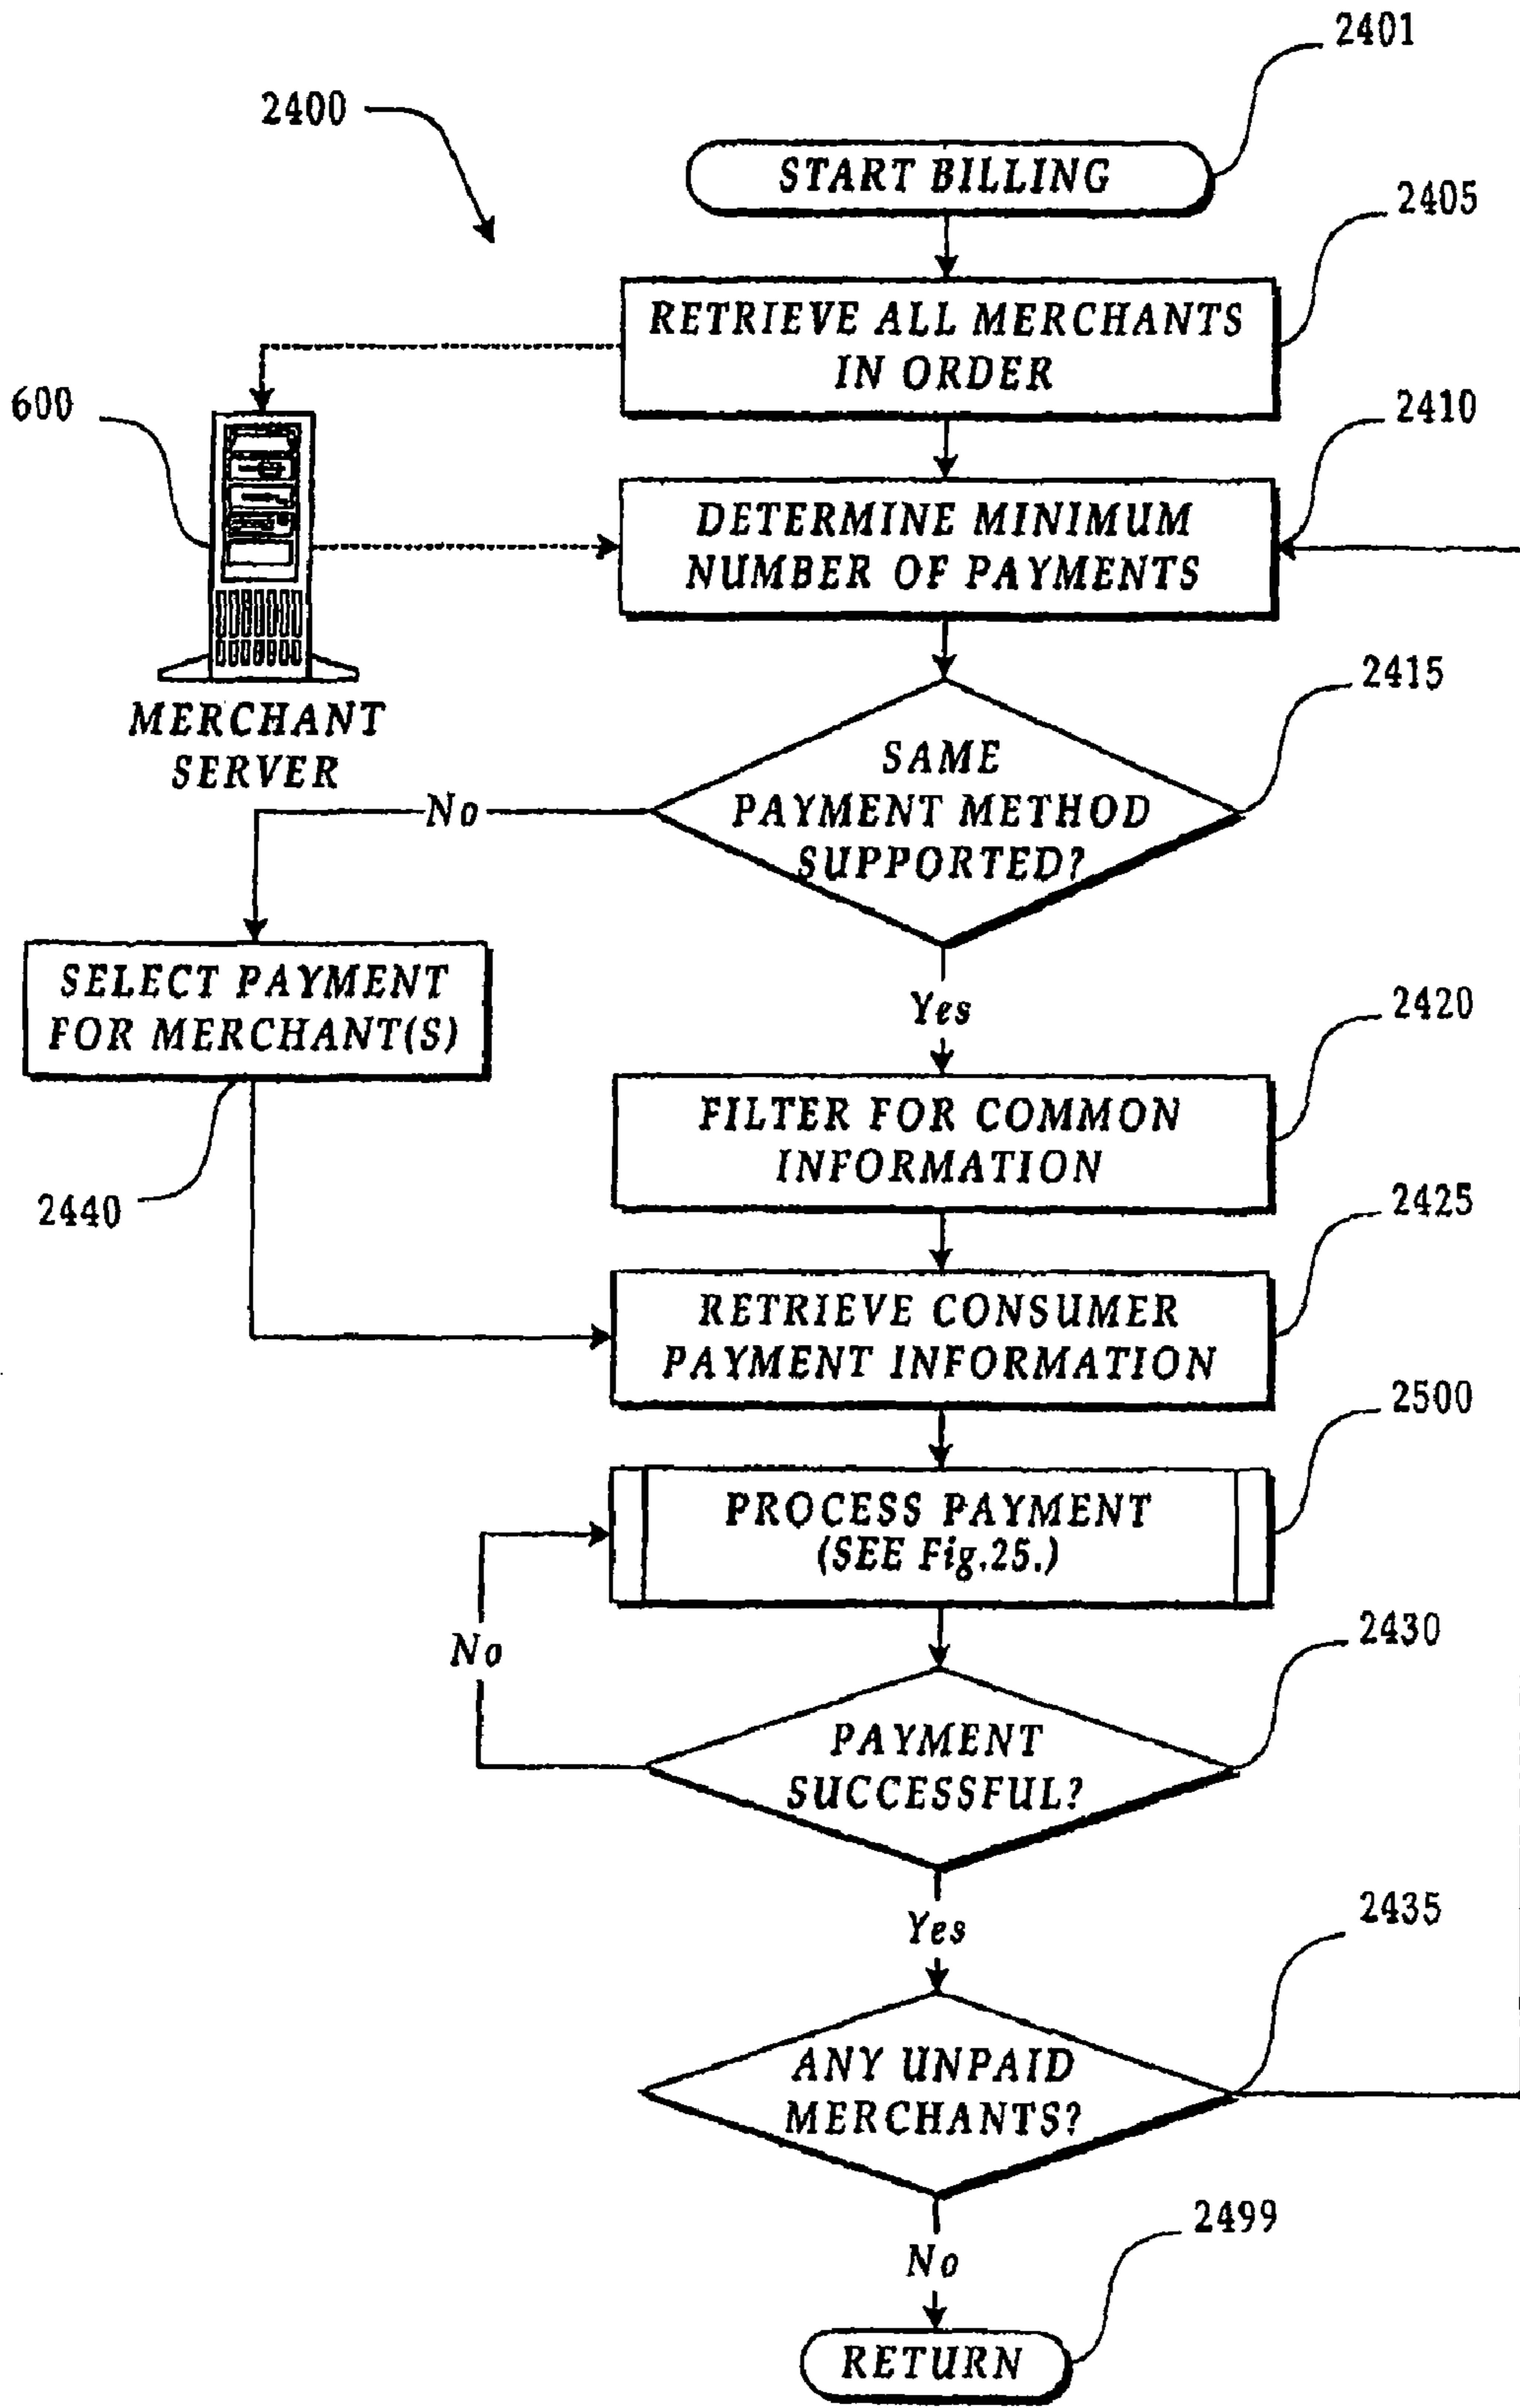 2401
2400
START BILLING
2405
RETRIEVE ALL MERCHANTS
IN ORDER
600
2410
DETERMINE MINIMUM
NUMBER OF PAYMENTS
MERCHANT
SERVER
2415
SAME
PAYMENT METHOD
SUPPORTED?
No
SELECT PAYMENT
FOR MERCHANT(S)
2440
Yes
2420
FILTER FOR COMMON
INFORMATION
2425
RETRIEVE CONSUMER
PAYMENT INFORMATION
2500
PROCESS PAYMENT
(SEE Fig.25.)
No
2430
PAYMENT
SUCCESSFUL?
Yes
2435
ANY UNPAID
MERCHANTS?
No
2499
RETURN